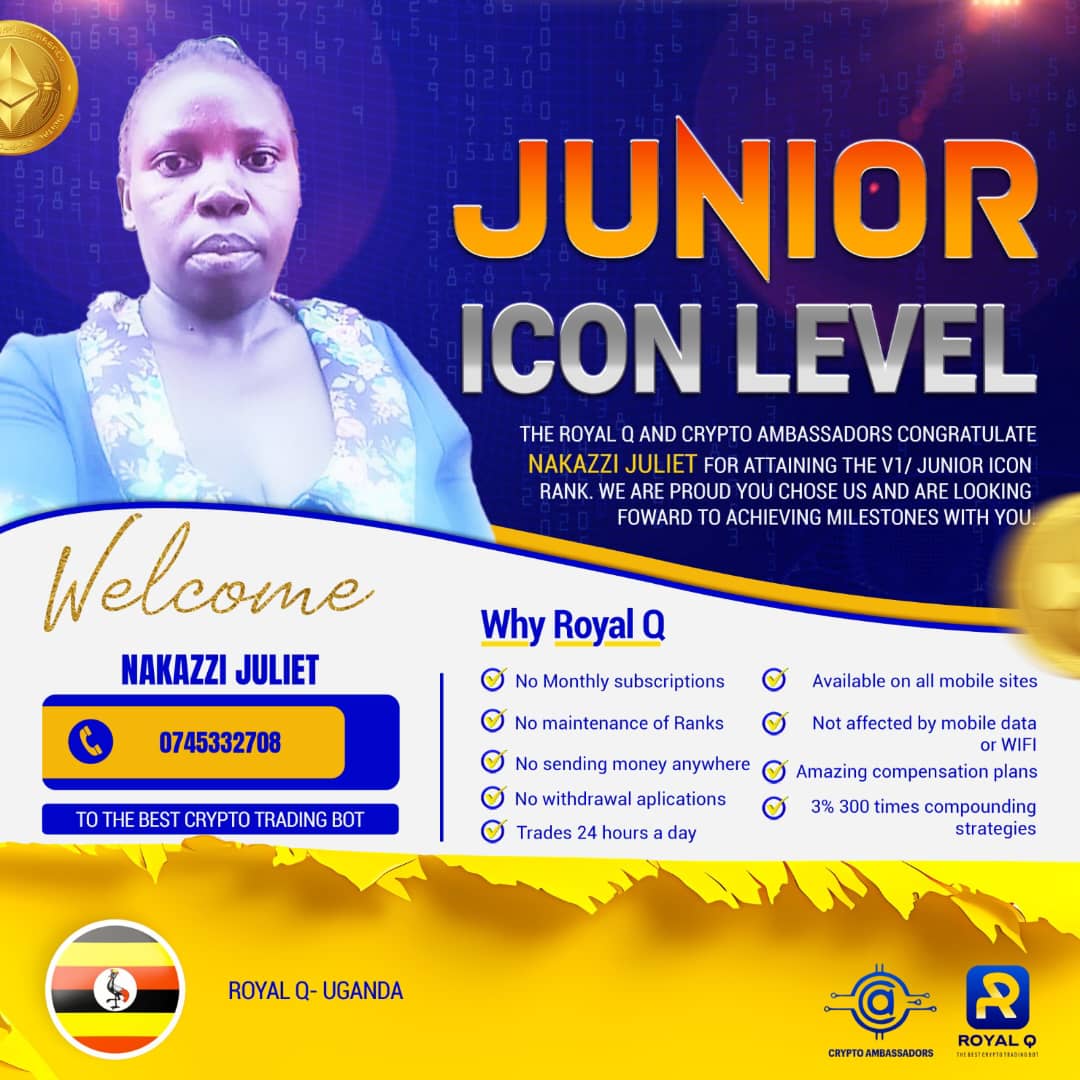 JUNIOR
ICON LEVEL
THE ROYAL Q AND CRYPTO AMBASSADORS CONGRATULATE
NAKAZZI JULIET FOR ATTAINING THE V1/ JUNIOR ICON
RANK. WE ARE PROUD YOU CHOSE US AND ARE LOOKING
FOWARD TO ACHIEVING MILESTONES WITH YOU.
Welcome
NAKAZZI JULIET
0745332708
TO THE BEST CRYPTO TRADING BOT
Why Royal Q
No Monthly subscriptions
No maintenance of Ranks
No sending money anywhere
No withdrawal aplications
Trades 24 hours a day
Available on all mobile sites
Not affected by mobile data
or WIFI
Amazing compensation plans
3% 300 times compounding
strategies
ROYAL Q- UGANDA
CRYPTO AMBASSADORS
ROYAL Q
THE BEST CRYPTO TRADING BOT